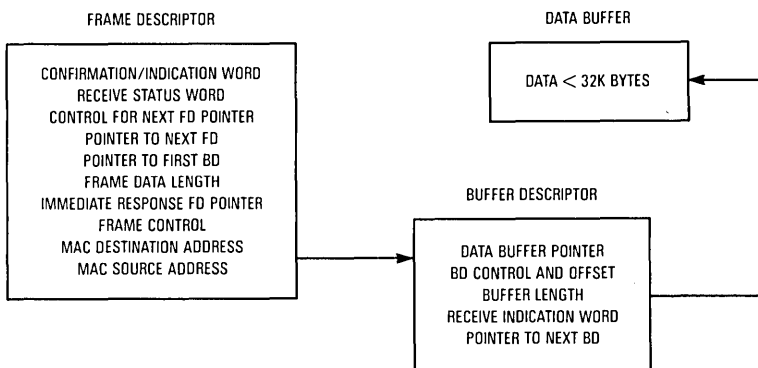 FRAME DESCRIPTOR
CONFIRMATION/INDICATION WORD
RECEIVE STATUS WORD
CONTROL FOR NEXT FD POINTER
POINTER TO NEXT FD
POINTER TO FIRST BD
FRAME DATA LENGTH
IMMEDIATE RESPONSE FD POINTER
FRAME CONTROL
MAC DESTINATION ADDRESS
MAC SOURCE ADDRESS
DATA BUFFER
DATA < 32K BYTES
BUFFER DESCRIPTOR
DATA BUFFER POINTER
BD CONTROL AND OFFSET
BUFFER LENGTH
RECEIVE INDICATION WORD
POINTER TO NEXT BD